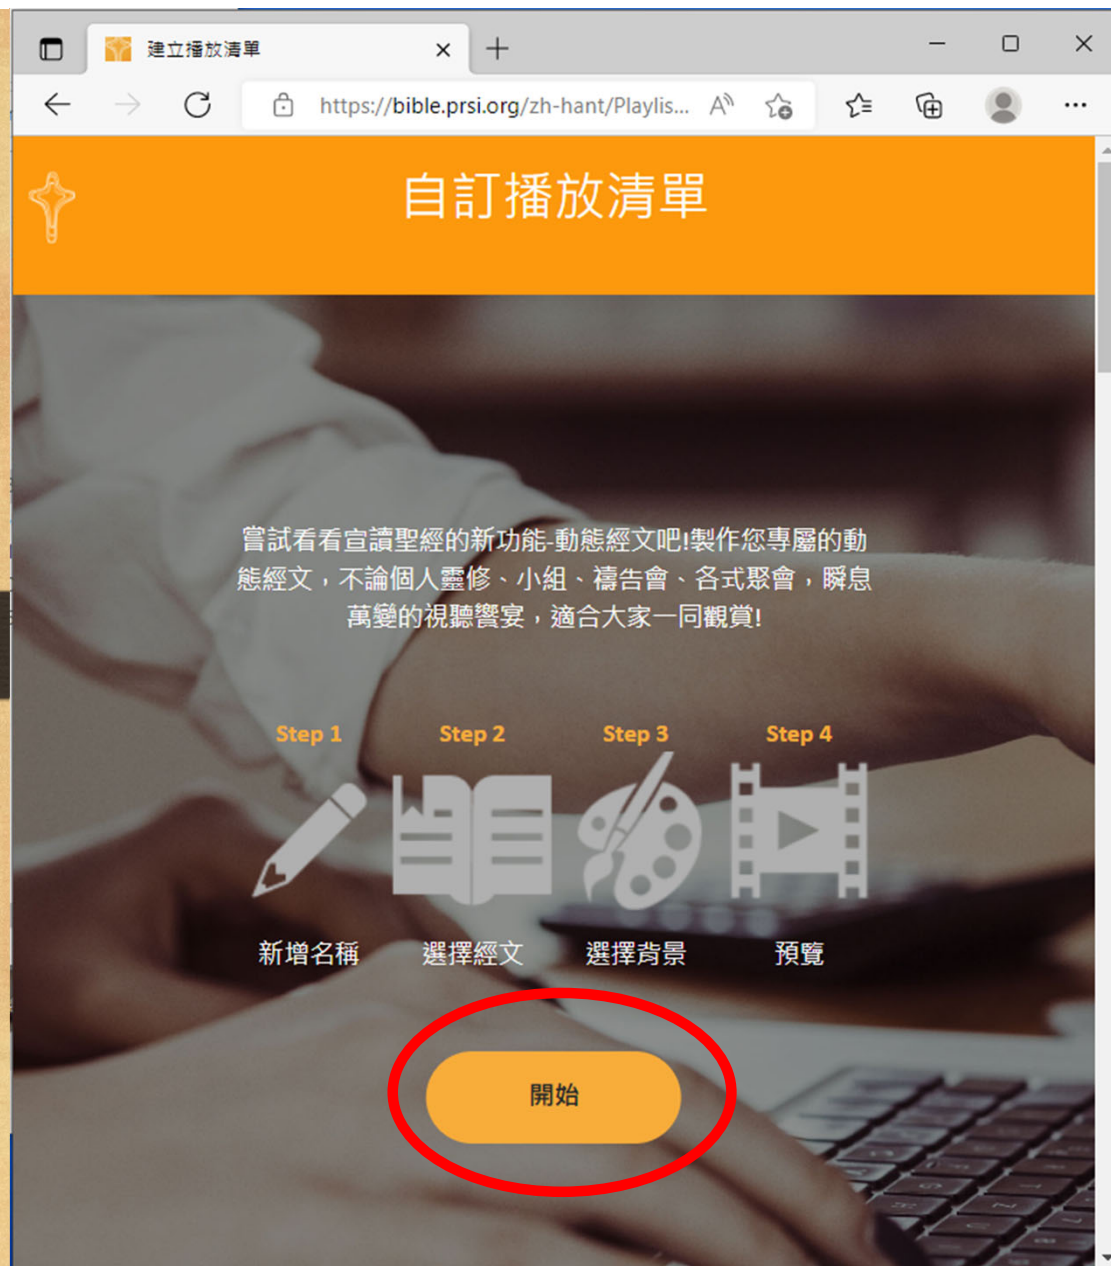 建立播放清單
https://bible.prsi.org/zh-hant/Playlis...
自訂播放清單
嘗試看看宣讀聖經的新功能-動態經文吧!製作您專屬的動
態經文，不論個人靈修、小組、禱告會、各式聚會，瞬息
萬變的視聽饗宴，適合大家一同觀賞!
Step 1 Step 2 Step 3 Step 4
新增名稱 選擇經文 選擇背景 預覽
開始